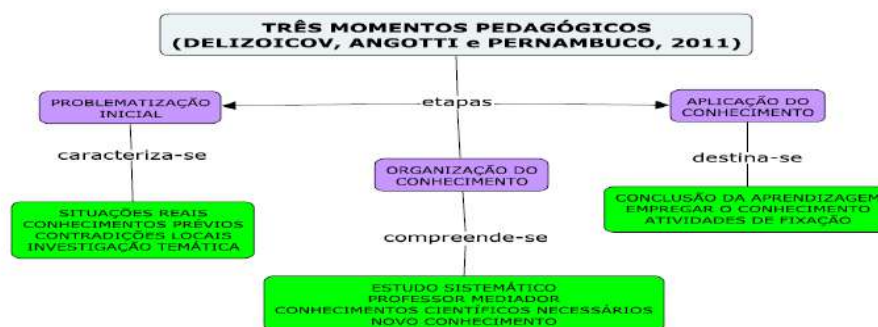 TRÊS MOMENTOS PEDAGÓGICOS
(DELIZOICOV, ANGOTTI e PERNAMBUCO, 2011)
etapas
PROBLEMATIZAÇÃO
INICIAL
caracteriza-se
SITUAÇÕES REAIS
CONHECIMENTOS PRÉVIOS
CONTRADIÇÕES LOCAIS
INVESTIGAÇÃO TEMÁTICA
ORGANIZAÇÃO DO
CONHECIMENTO
compreende-se
ESTUDO SISTEMÁTICO
PROFESSOR MEDIADOR
CONHECIMENTOS CIENTÍFICOS NECESSÁRIOS
NOVO CONHECIMENTO
APLICAÇÃO DO
CONHECIMENTO
destina-se
CONCLUSÃO DA APRENDIZAGEM
EMPREGAR O CONHECIMENTO
ATIVIDADES DE FIXAÇÃO